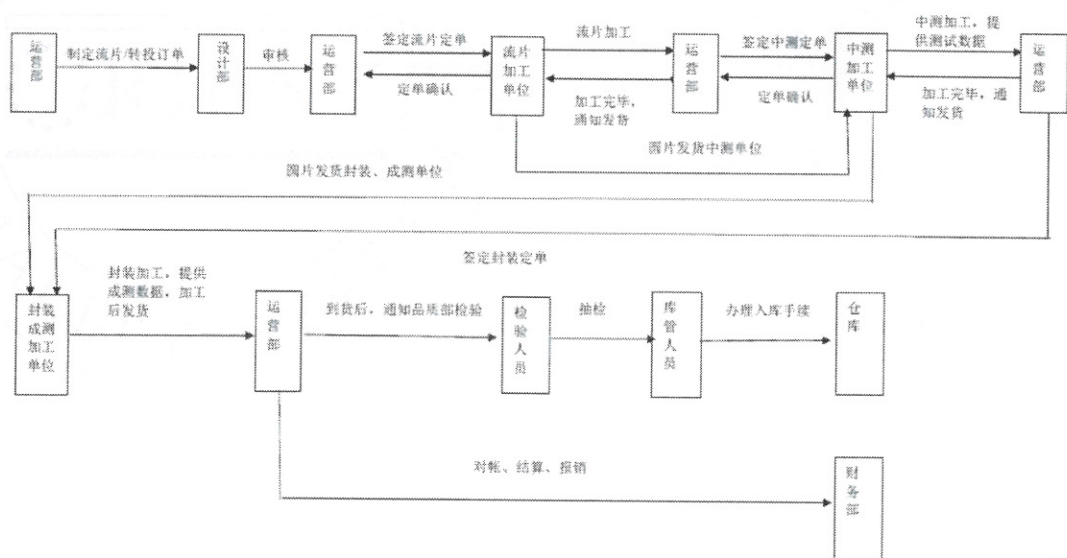 运营部
制定流片/转投订单
设计部
审核
运营部
签定流片定单
定单确认
流片加工单位
流片加工
加工完毕，
通知发货
运营部
签定中测定单
定单确认
中测加工单位
中测加工，提
供测试数据
加工完毕，通
知发货
运营部
圆片发货中测单位
圆片发货封装、成测单位
签定封装定单
封装成测加工单位
封装加工，提供
成测数据，加工
后发货
运营部
到货后，通知品质部检验
检验人员
抽检
库管人员
办理入库手续
仓库
对帐、结算、报销
财务部